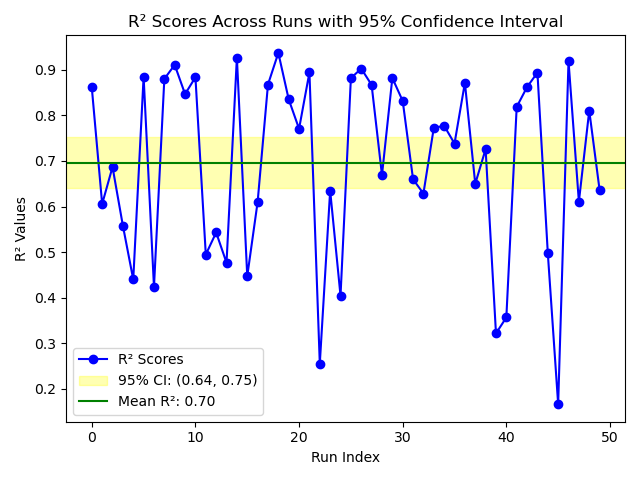 R² Scores Across Runs with 95% Confidence Interval
R² Values
0.9
0.8
0.7
0.6
0.5
0.4
0.3
0.2
R² Scores
95% CI: (0.64, 0.75)
Mean R²: 0.70
0 10 20 30 40 50
Run Index